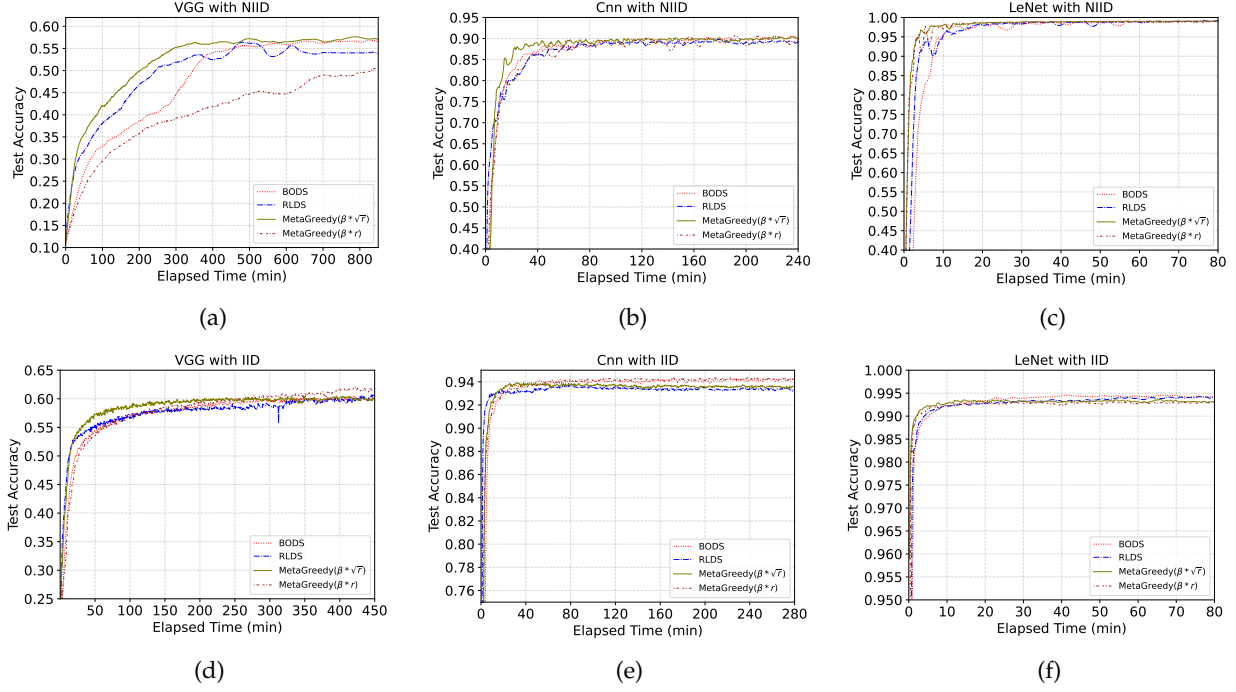 VGG with NIID
Test Accuracy
0.60
0.55
0.50
0.45
0.40
0.35
0.30
0.25
0.20
0.15
0.10
0 100 200 300 400 500 600 700 800
Elapsed Time (min)
BODS
RLDS
MetaGreedy(β * √r)
MetaGreedy(β * r)
(a)
Cnn with NIID
Test Accuracy
0.95
0.90
0.85
0.80
0.75
0.70
0.65
0.60
0.55
0.50
0.45
0.40
0 40 80 120 160 200 240
Elapsed Time (min)
BODS
RLDS
MetaGreedy(β * √r)
MetaGreedy(β * r)
(b)
LeNet with NIID
Test Accuracy
1.00
0.95
0.90
0.85
0.80
0.75
0.70
0.65
0.60
0.55
0.50
0.45
0.40
0 10 20 30 40 50 60 70 80
Elapsed Time (min)
BODS
RLDS
MetaGreedy(β * √r)
MetaGreedy(β * r)
(c)
VGG with IID
Test Accuracy
0.65
0.60
0.55
0.50
0.45
0.40
0.35
0.30
0.25
50 100 150 200 250 300 350 400 450
Elapsed Time (min)
BODS
RLDS
MetaGreedy(β * √r)
MetaGreedy(β * r)
(d)
Cnn with IID
Test Accuracy
0.94
0.92
0.90
0.88
0.86
0.84
0.82
0.80
0.78
0.76
0 40 80 120 160 200 240 280
Elapsed Time (min)
BODS
RLDS
MetaGreedy(β * √r)
MetaGreedy(β * r)
(e)
LeNet with IID
Test Accuracy
1.000
0.995
0.990
0.985
0.980
0.975
0.970
0.965
0.960
0.955
0.950
0 10 20 30 40 50 60 70 80
Elapsed Time (min)
BODS
RLDS
MetaGreedy(β * √r)
MetaGreedy(β * r)
(f)